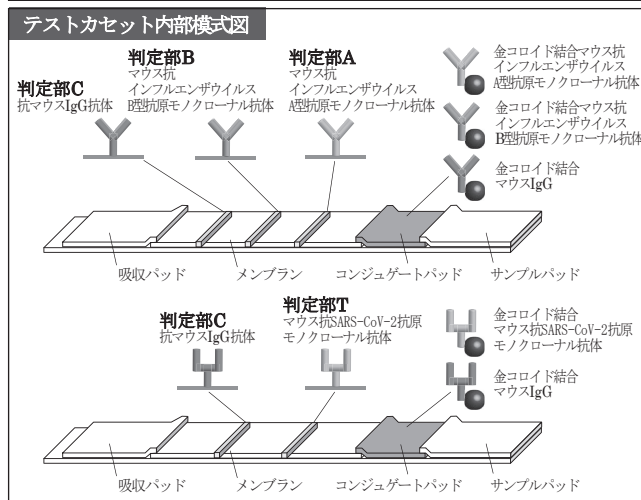 テストカセット内部模式図
判定部C
抗マウスIgG抗体
判定部B
マウス抗
インフルエンザウイルス
B型抗原モノクローナル抗体
判定部A
マウス抗
インフルエンザウイルス
A型抗原モノクローナル抗体
金コロイド結合マウス抗
インフルエンザウイルス
A型抗原モノクローナル抗体
金コロイド結合マウス抗
インフルエンザウイルス
B型抗原モノクローナル抗体
金コロイド結合
マウスIgG
吸収パッド
メンブラン
コンジュゲートパッド
サンプルパッド
判定部C
抗マウスIgG抗体
判定部T
マウス抗SARS-CoV-2抗原
モノクローナル抗体
金コロイド結合
マウス抗SARS-CoV-2抗原
モノクローナル抗体
金コロイド結合
マウスIgG
吸収パッド
メンブラン
コンジュゲートパッド
サンプルパッド